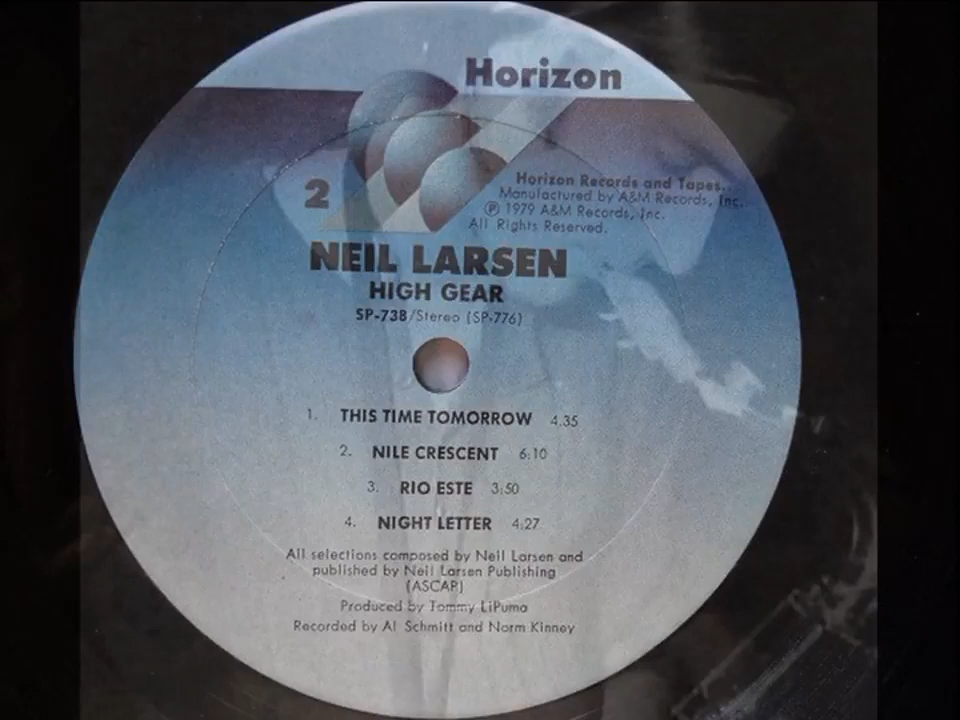 Horizon
2
Horizon Records and Tapes..
Manufactured by A&M Records, Inc.
Ⓟ 1979 A&M Records, Inc.
All Rights Reserved.
NEIL LARSEN
HIGH GEAR
SP-738/Stereo (SP-776)
1. THIS TIME TOMORROW 4.35
2. NILE CRESCENT 6:10
3. RIO ESTE 3:50
4. NIGHT LETTER 4:27
All selections composed by Neil Larsen and
published by Neil Larsen Publishing
(ASCAP)
Produced by Tommy LiPuma
Recorded by Al Schmitt and Norm Kinney